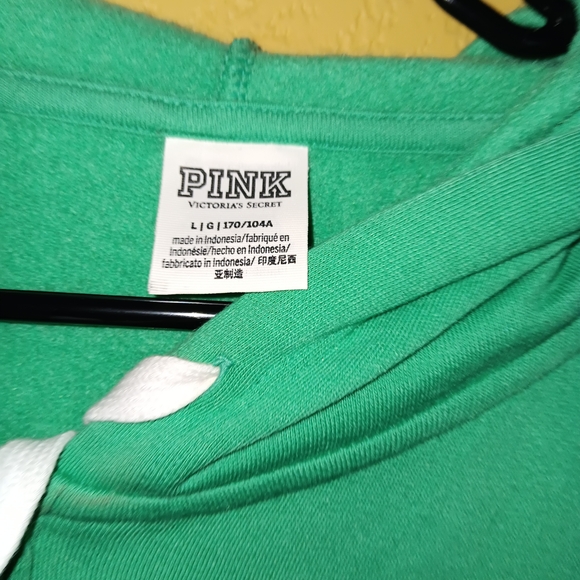 PINK
VICTORIA'S SECRET
L | G | 170/104A
made in Indonesia/fabriqué en
Indonésie/hecho en Indonesia/
fabbricato in Indonesia/ 印度尼西
亚制造